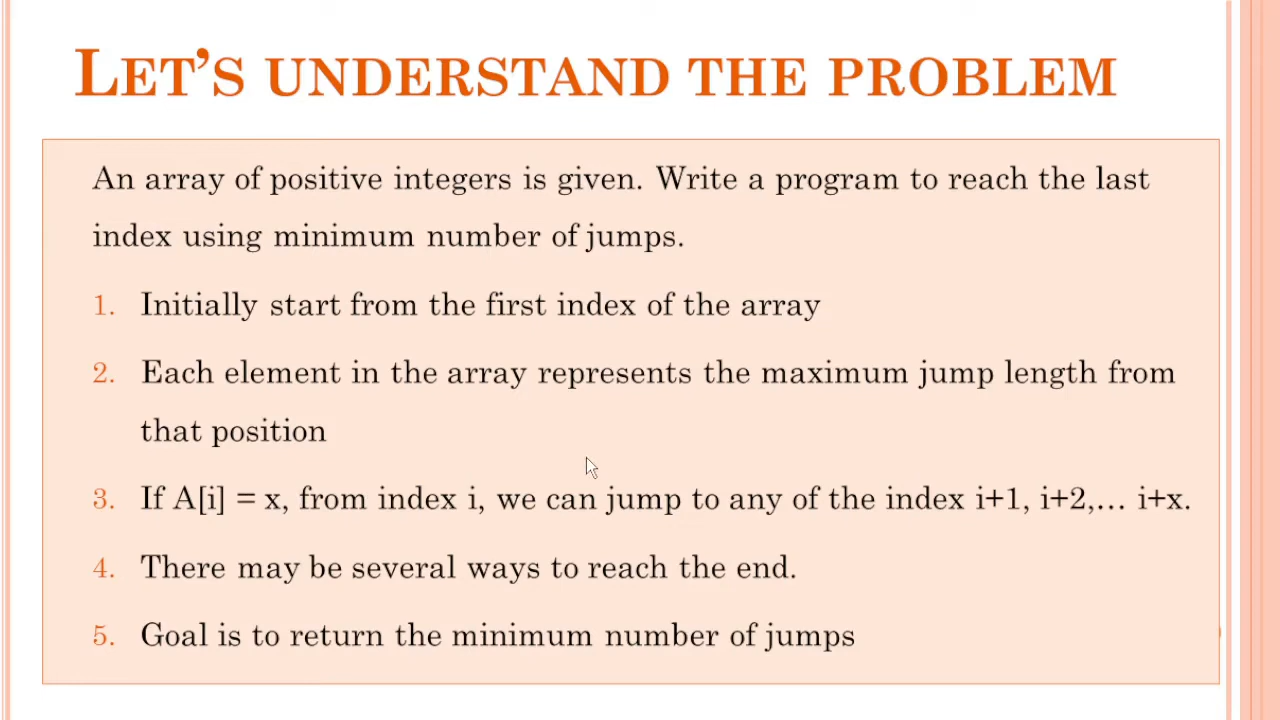 LET'S UNDERSTAND THE PROBLEM
An array of positive integers is given. Write a program to reach the last
index using minimum number of jumps.
1. Initially start from the first index of the array
2. Each element in the array represents the maximum jump length from
that position
3. If A[i] = x, from index i, we can jump to any of the index i+1, i+2,... i+x.
4. There may be several ways to reach the end.
5. Goal is to return the minimum number of jumps